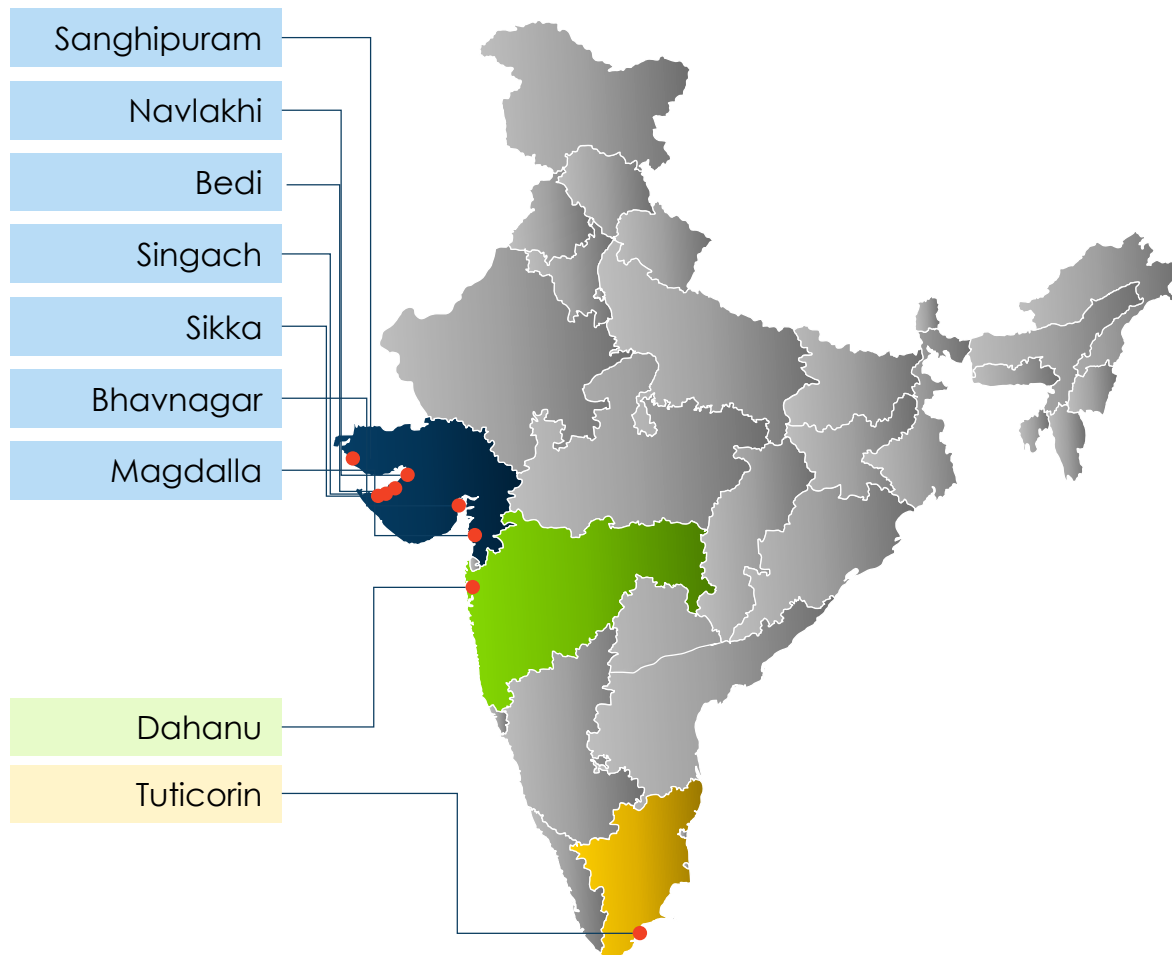 Sanghipuram
Navlakhi
Bedi
Singach
Sikka
Bhavnagar
Magdalla
Dahanu
Tuticorin